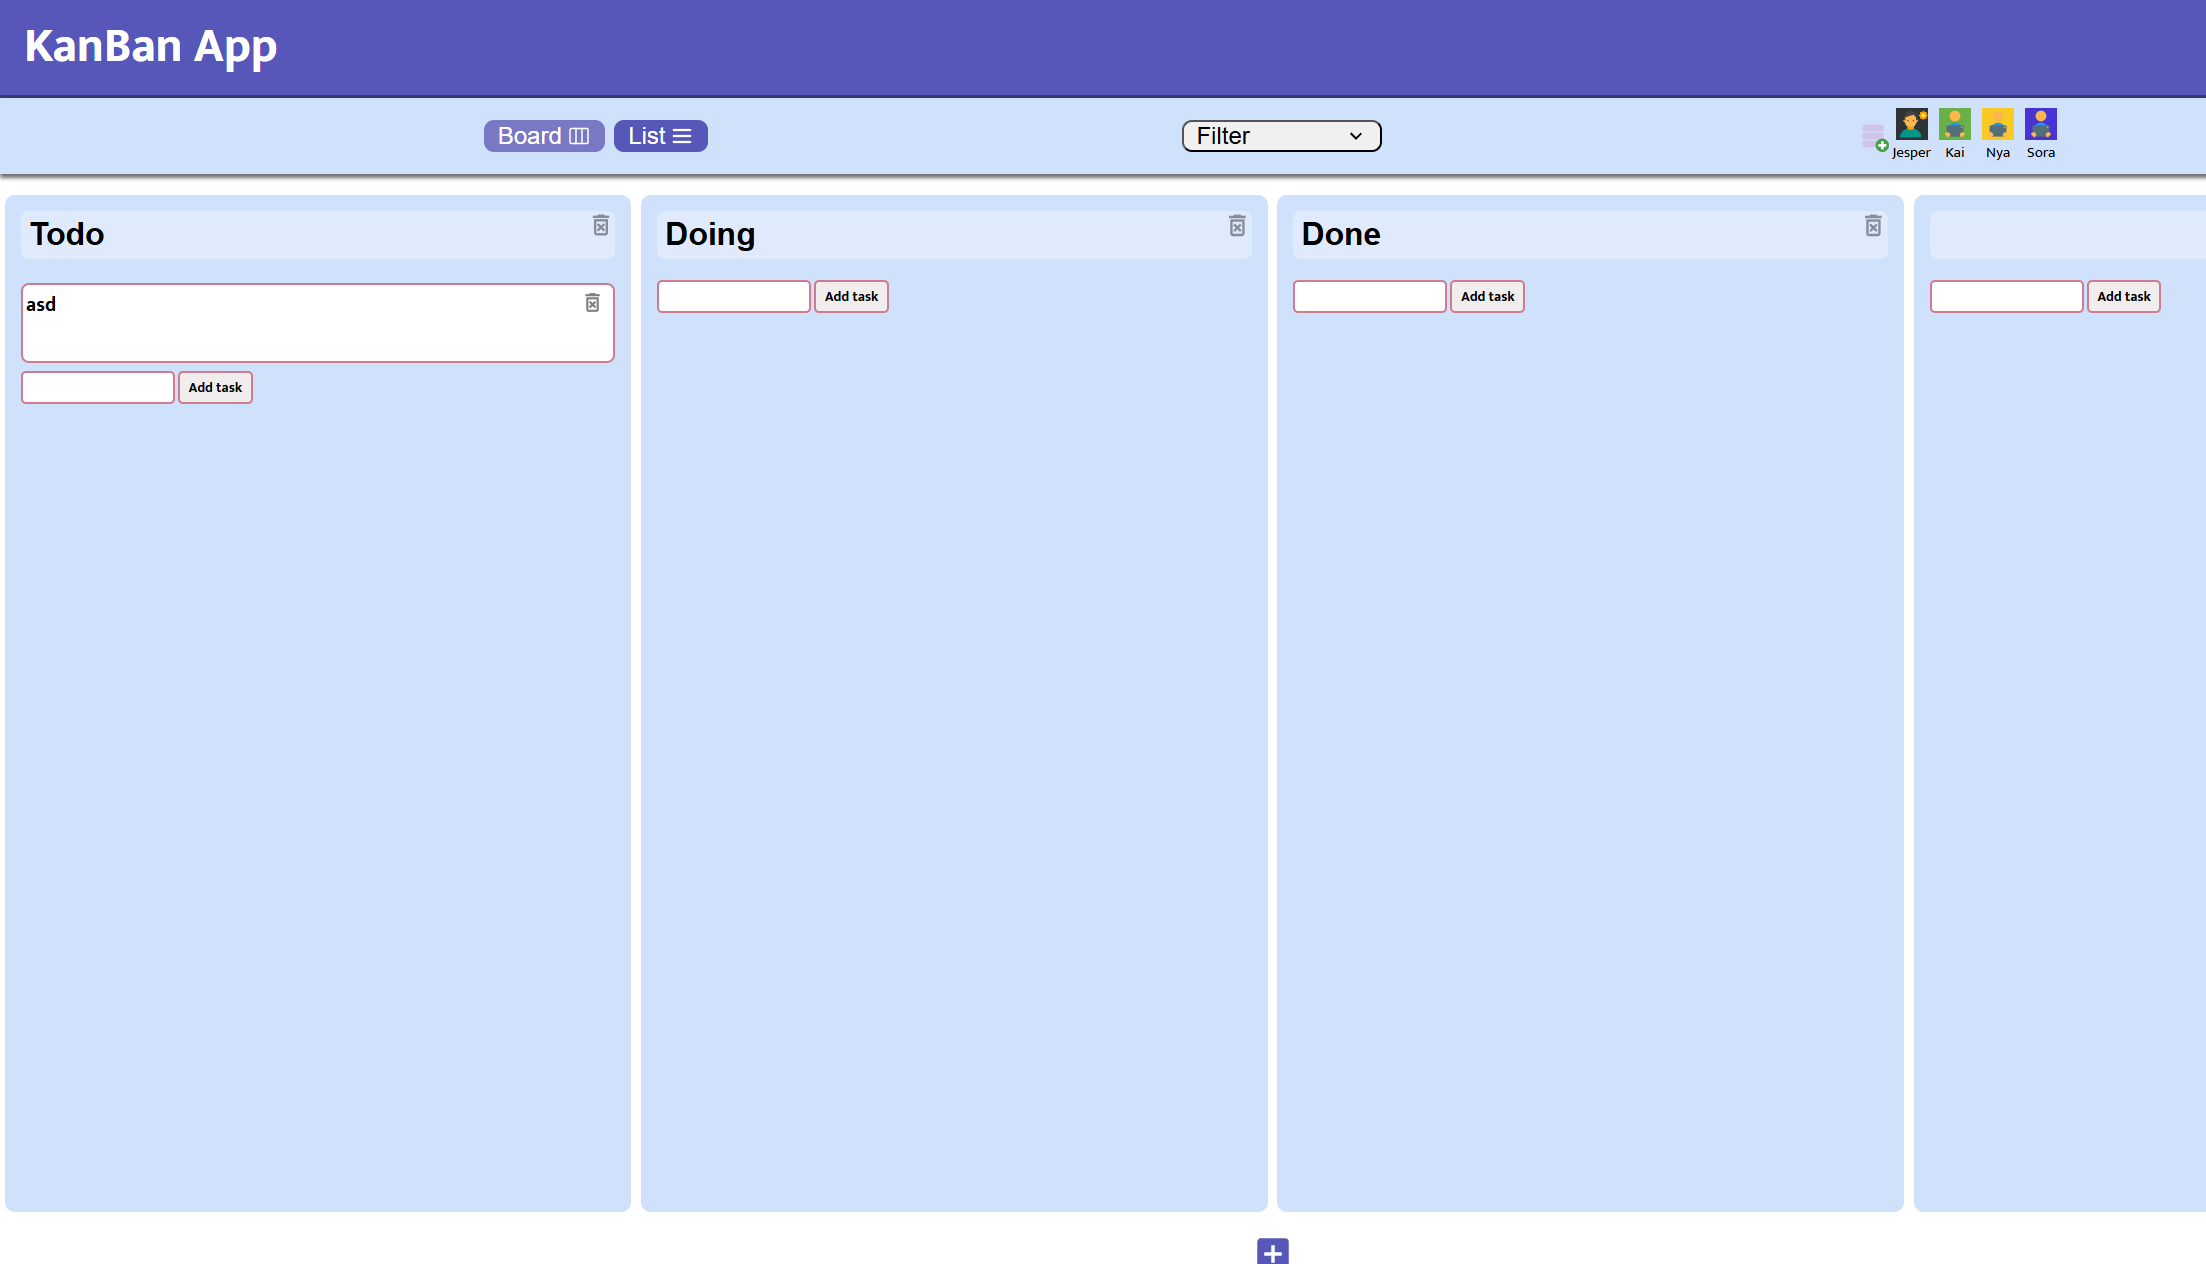 KanBan App
Board List Filter
Jesper Kai Nya Sora
Todo Doing Done
asd
Add task Add task Add task
Add task